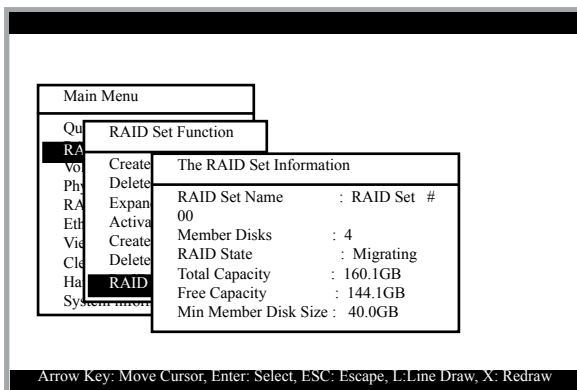 Main Menu
Qu
RA
Vo
Phy
RA
Eth
Vie
Cle
Ha
System Inform
RAID Set Function
Create
Delete
Expan
Activa
Create
Delete
RAID
The RAID Set Information
RAID Set Name : RAID Set #
00
Member Disks : 4
RAID State : Migrating
Total Capacity : 160.1GB
Free Capacity : 144.1GB
Min Member Disk Size : 40.0GB
Arrow Key: Move Cursor, Enter: Select, ESC: Escape, L:Line Draw, X: Redraw